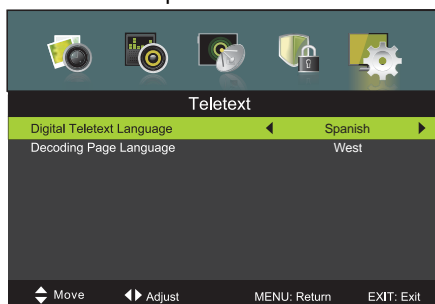 Teletext
Digital Teletext Language Spanish
Decoding Page Language West
Move Adjust MENU: Return EXIT: Exit